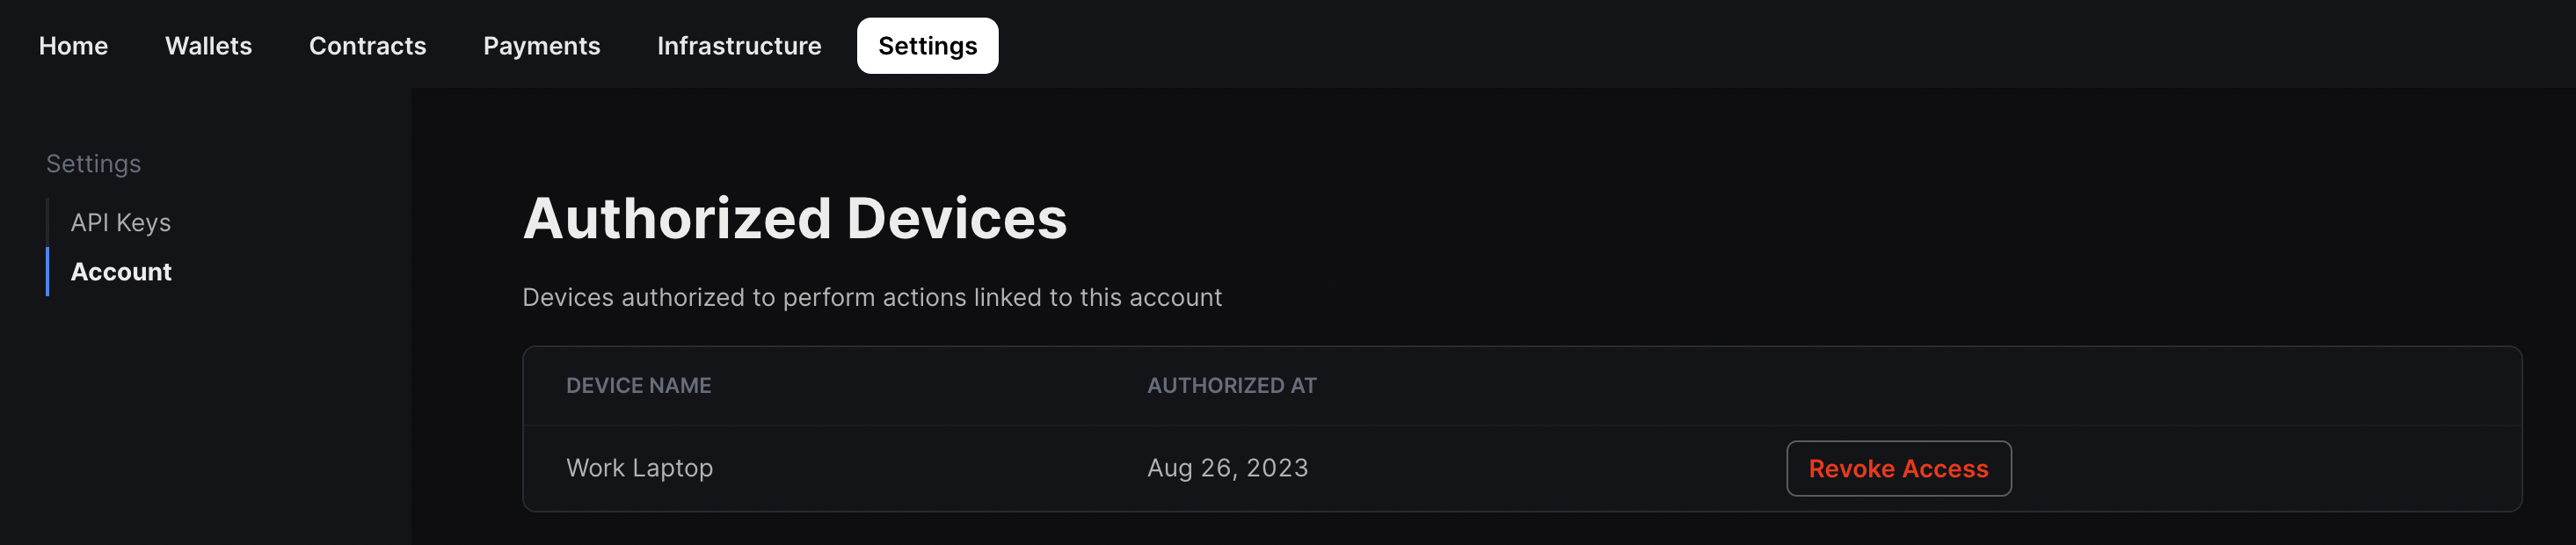 Home Wallets Contracts Payments Infrastructure Settings
Settings
API Keys
Account
Authorized Devices
Devices authorized to perform actions linked to this account
DEVICE NAME AUTHORIZED AT
Work Laptop Aug 26, 2023 Revoke Access